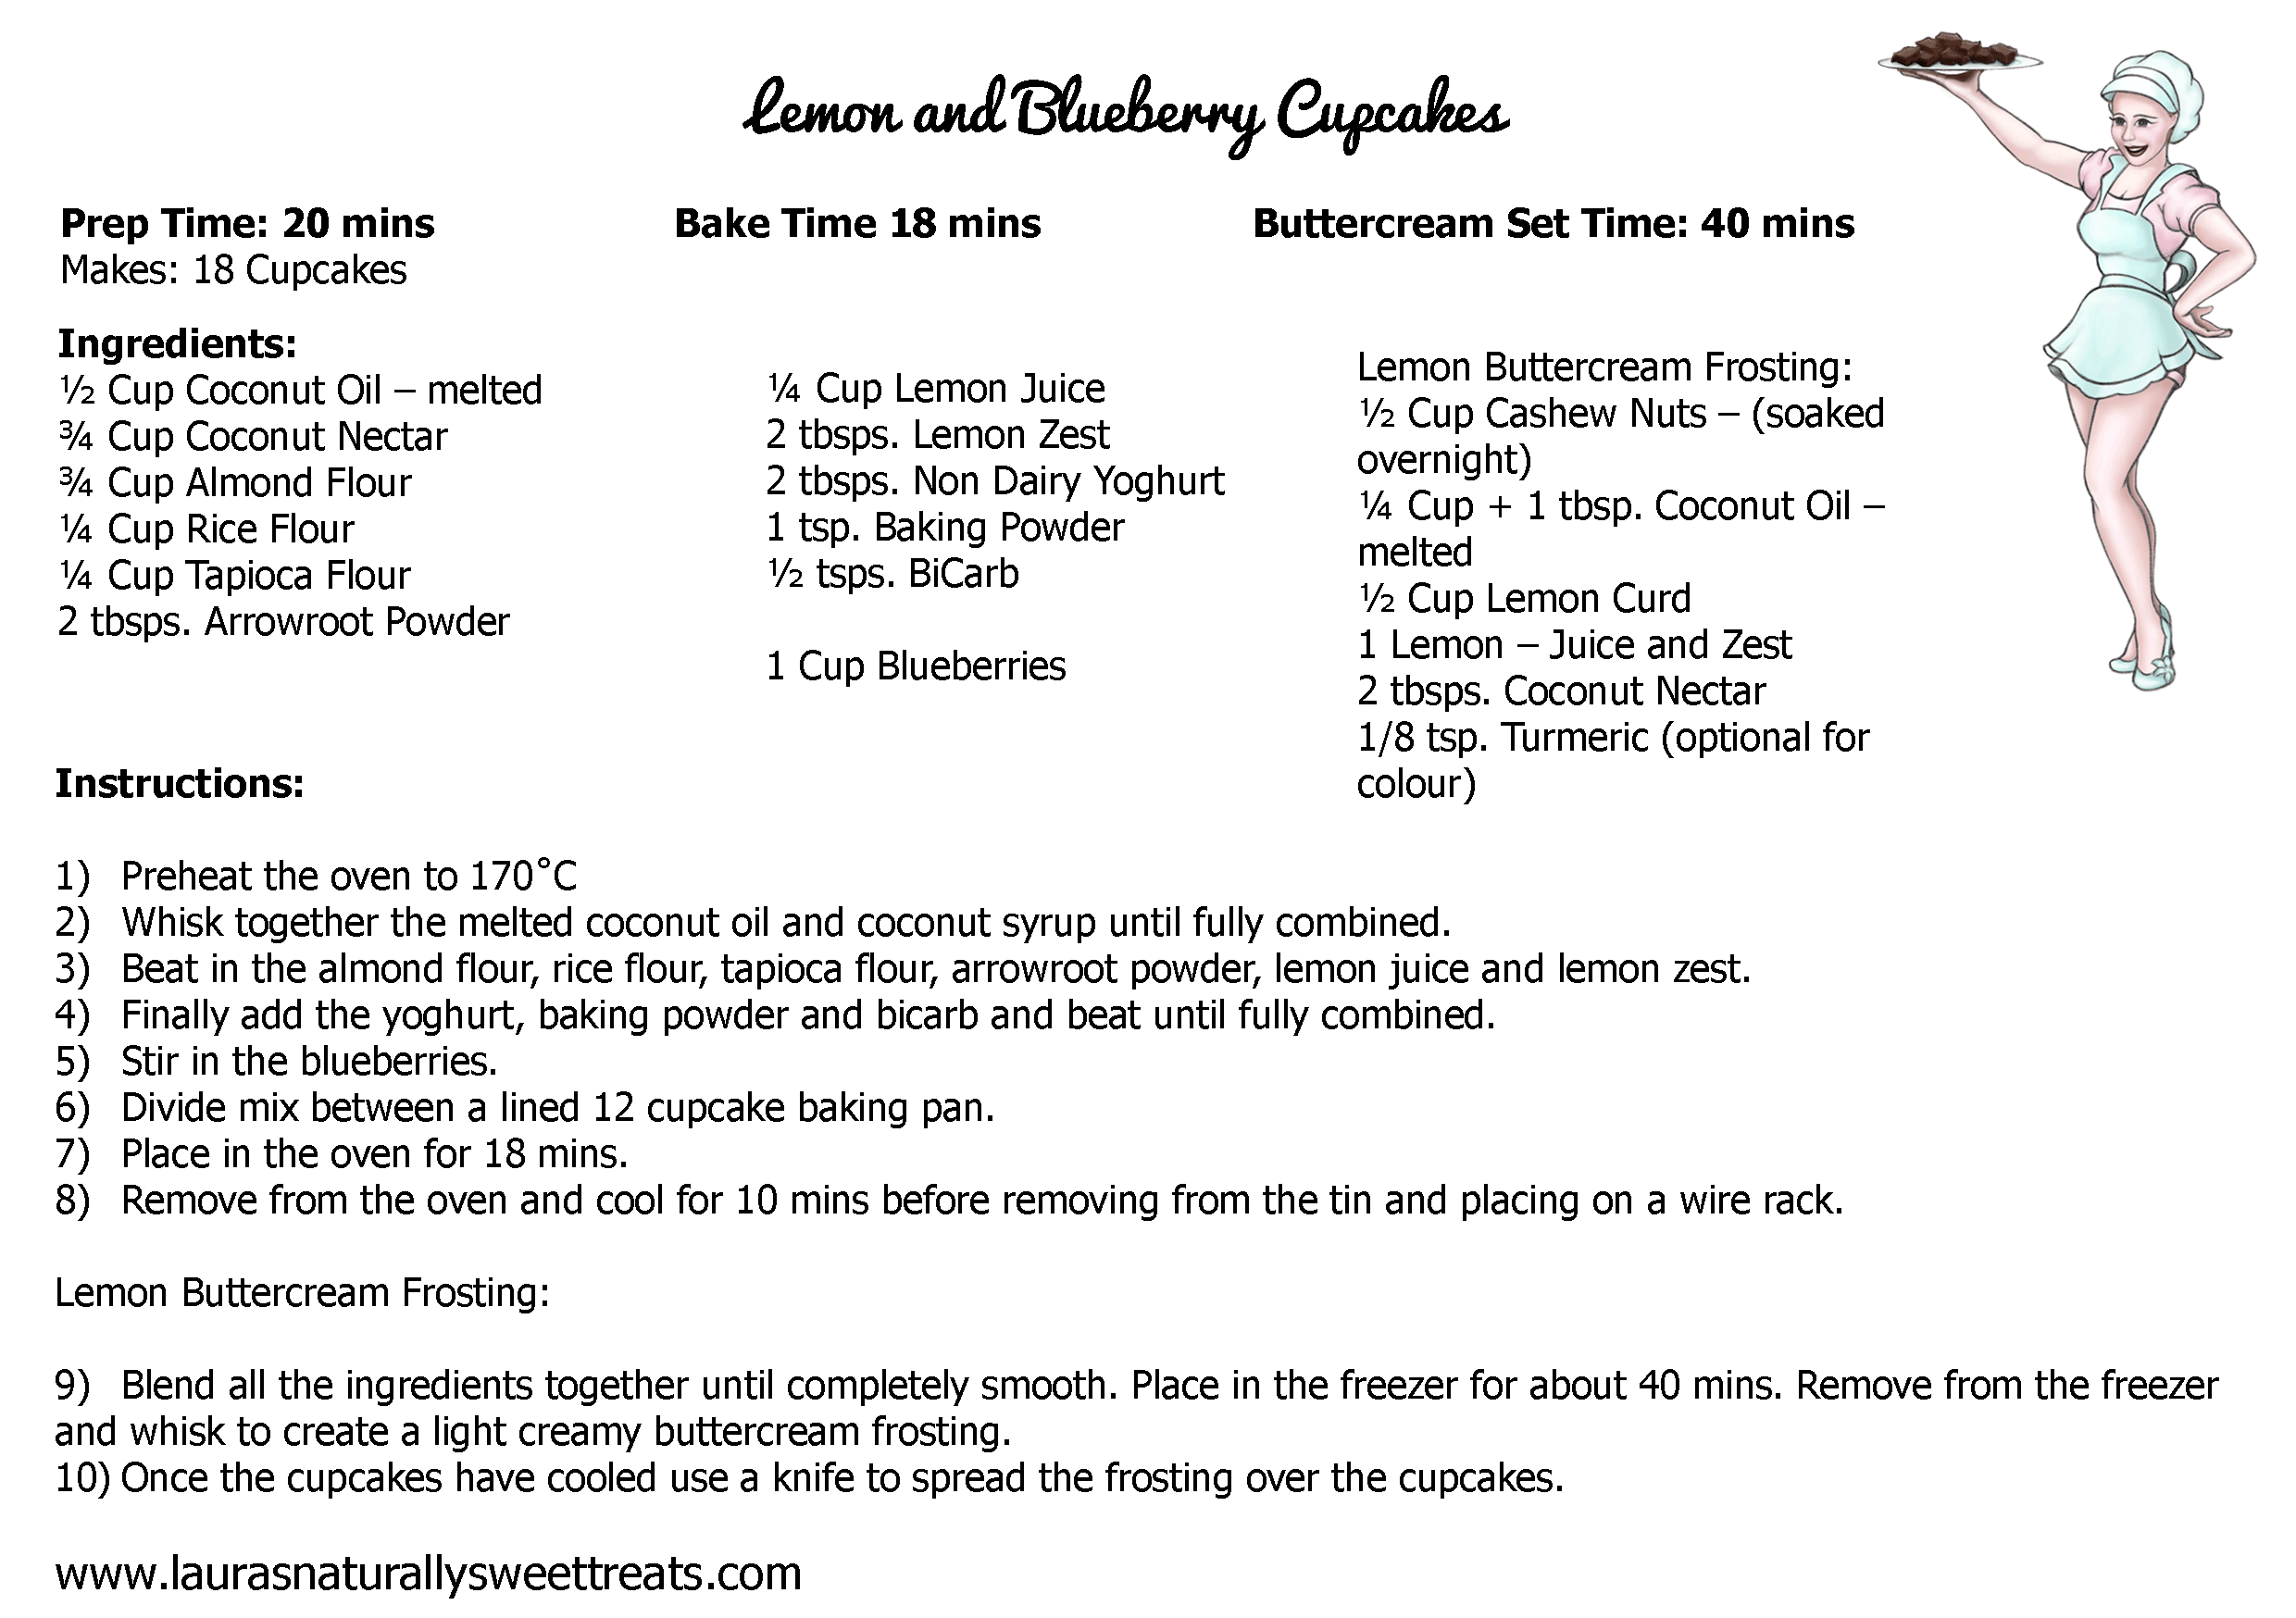 Lemon and Blueberry Cupcakes
Prep Time: 20 mins
Bake Time 18 mins
Buttercream Set Time: 40 mins
Makes: 18 Cupcakes
Ingredients:
½ Cup Coconut Oil – melted
¾ Cup Coconut Nectar
¾ Cup Almond Flour
¼ Cup Rice Flour
¼ Cup Tapioca Flour
2 tbsps. Arrowroot Powder
¼ Cup Lemon Juice
2 tbsps. Lemon Zest
2 tbsps. Non Dairy Yoghurt
1 tsp. Baking Powder
½ tsps. BiCarb
1 Cup Blueberries
Lemon Buttercream Frosting:
½ Cup Cashew Nuts – (soaked
overnight)
¼ Cup + 1 tbsp. Coconut Oil –
melted
½ Cup Lemon Curd
1 Lemon – Juice and Zest
2 tbsps. Coconut Nectar
1/8 tsp. Turmeric (optional for
colour)
Instructions:
1) Preheat the oven to 170˚C
2) Whisk together the melted coconut oil and coconut syrup until fully combined.
3) Beat in the almond flour, rice flour, tapioca flour, arrowroot powder, lemon juice and lemon zest.
4) Finally add the yoghurt, baking powder and bicarb and beat until fully combined.
5) Stir in the blueberries.
6) Divide mix between a lined 12 cupcake baking pan.
7) Place in the oven for 18 mins.
8) Remove from the oven and cool for 10 mins before removing from the tin and placing on a wire rack.
Lemon Buttercream Frosting:
9) Blend all the ingredients together until completely smooth. Place in the freezer for about 40 mins. Remove from the freezer
and whisk to create a light creamy buttercream frosting.
10) Once the cupcakes have cooled use a knife to spread the frosting over the cupcakes.
www.laurasnaturallysweettreats.com